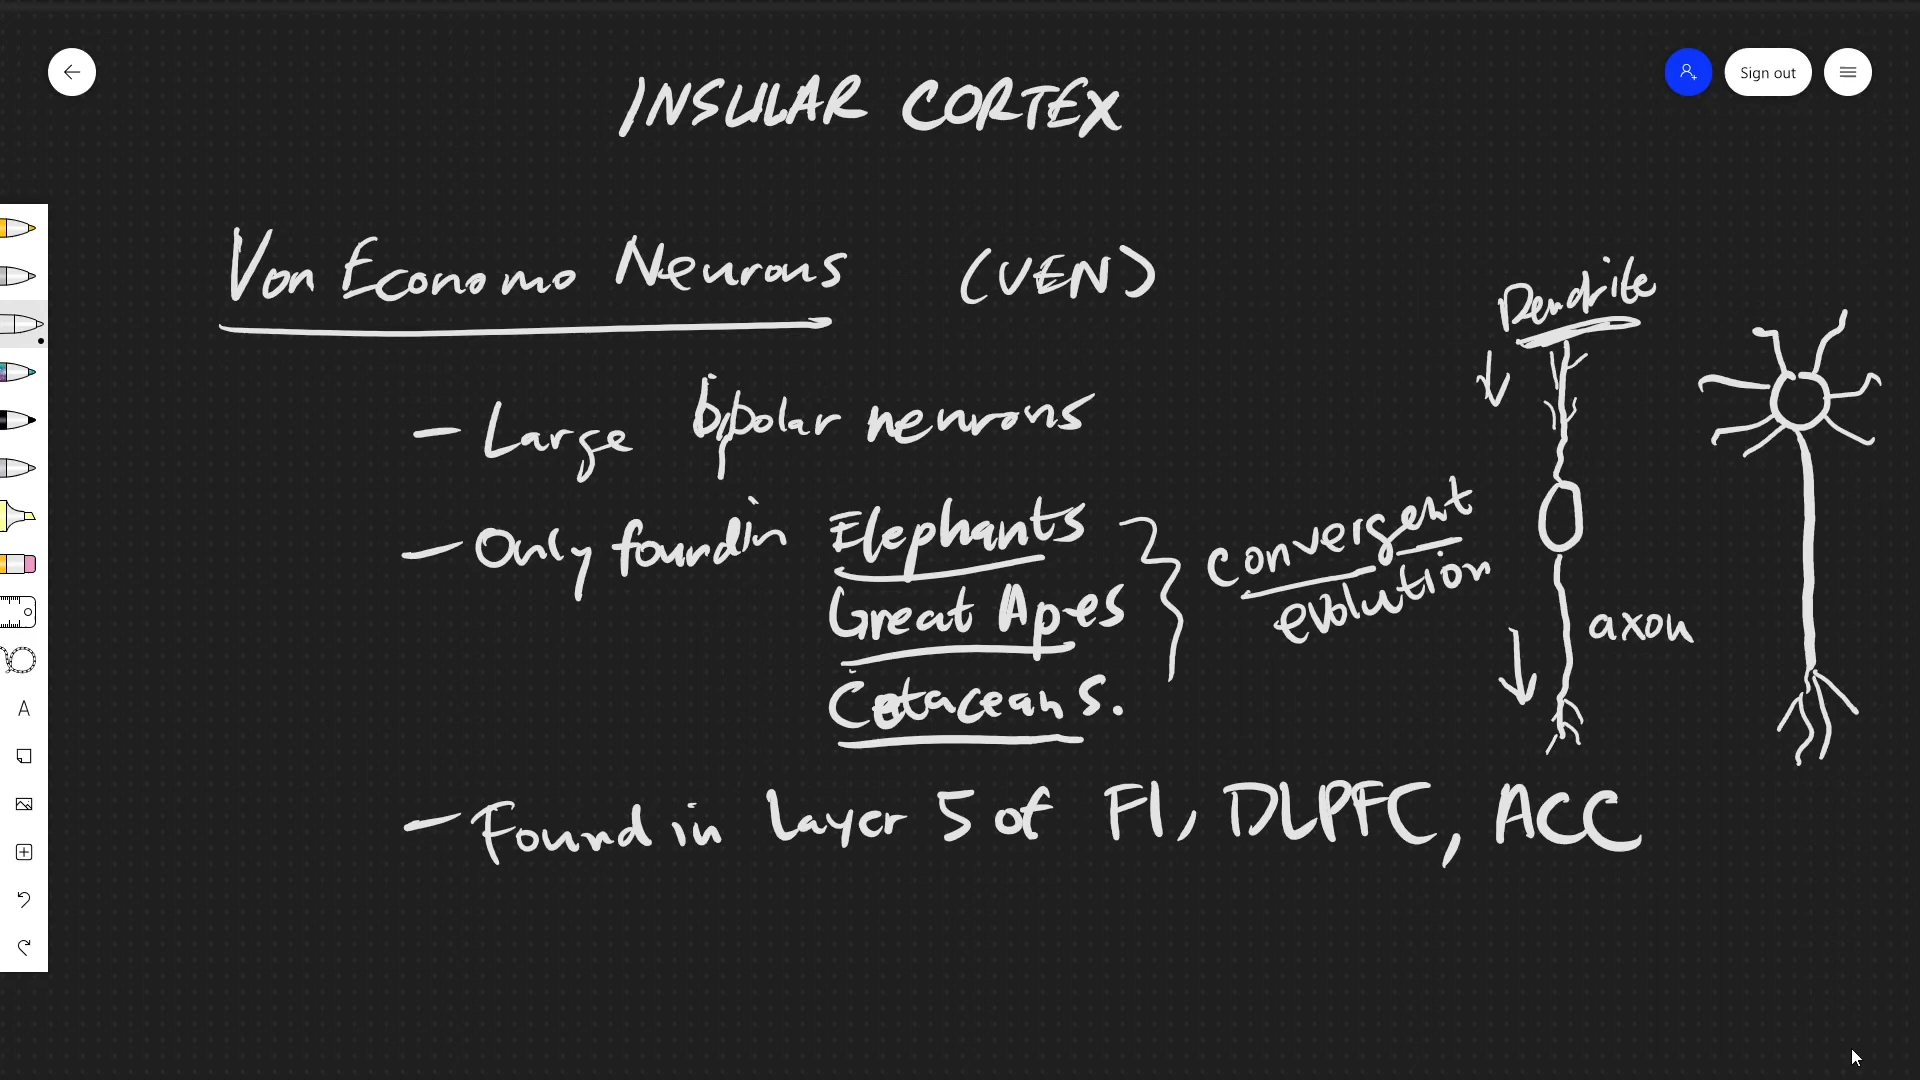 Sign out
INSULAR CORTEX
Von Economo Neurons (VEN)
Dendrite
- Large bipolar neurons
- Only found in Elephants
Great Apes
Cetaceans.
convergent
evolution
axon
- Found in Layer 5 of FI, DLPFC, ACC
A